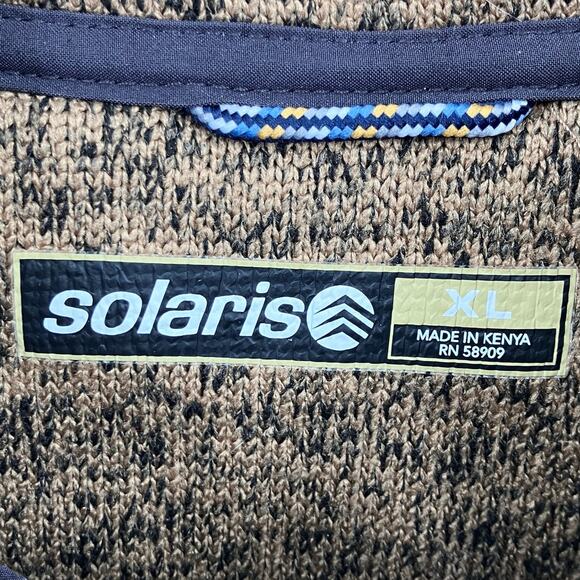 solaris
XL
MADE IN KENYA
RN 58909